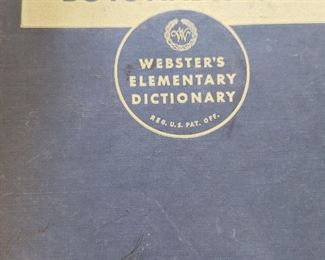 W
WEBSTER'S
ELEMENTARY
DICTIONARY
REG. U.S. PAT. OFF.